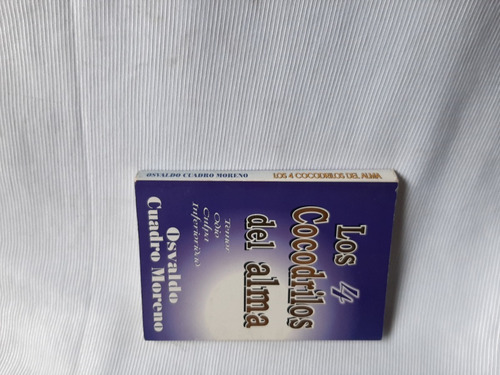 Los 4
Cocodrilos
del alma
Temor
Odio
Culpa
Inferioridad
Osvaldo
Cuadro Moreno
OSVALDO CUADRO MORENO
LOS 4 COCODRILOS DEL ALMA